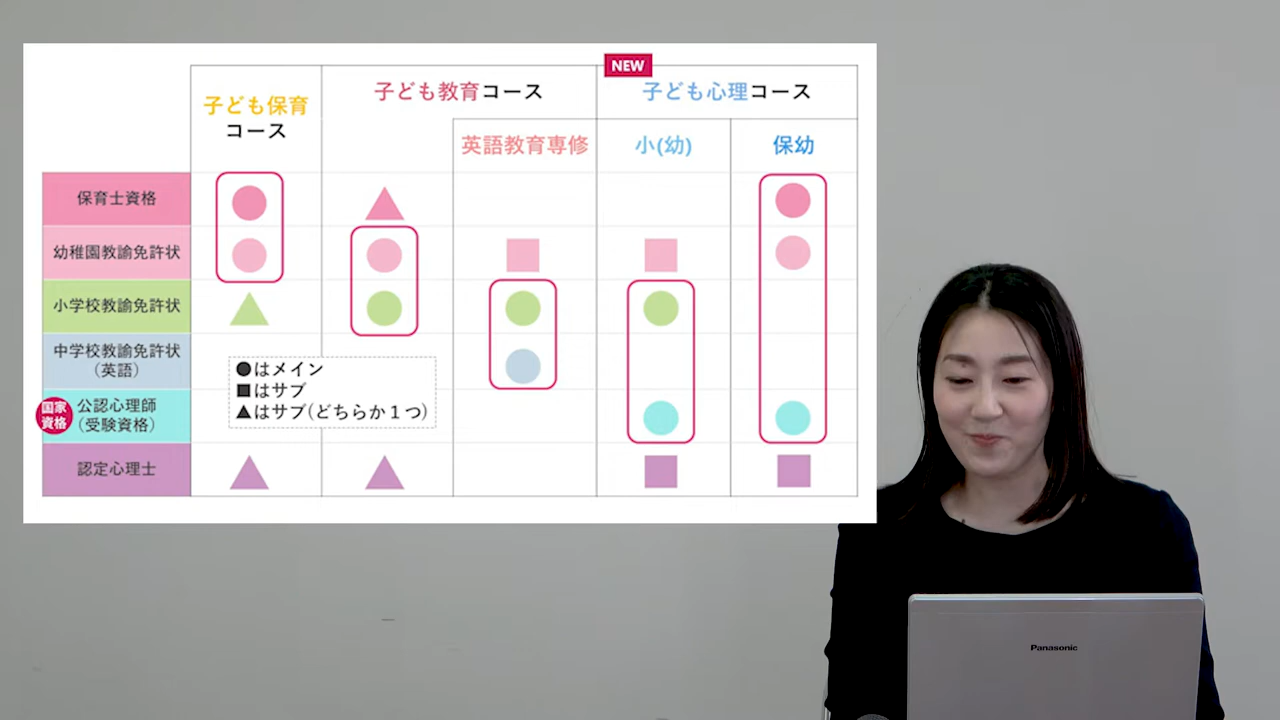 NEW
子ども保育
コース
子ども教育コース
子ども心理コース
英語教育専修
小(幼)
保幼
保育士資格
幼稚園教諭免許状
小学校教諭免許状
中学校教諭免許状
(英語)
国家
資格
公認心理師
(受験資格)
認定心理士
●はメイン
■はサブ
▲はサブ(どちらか1つ)
Panasonic